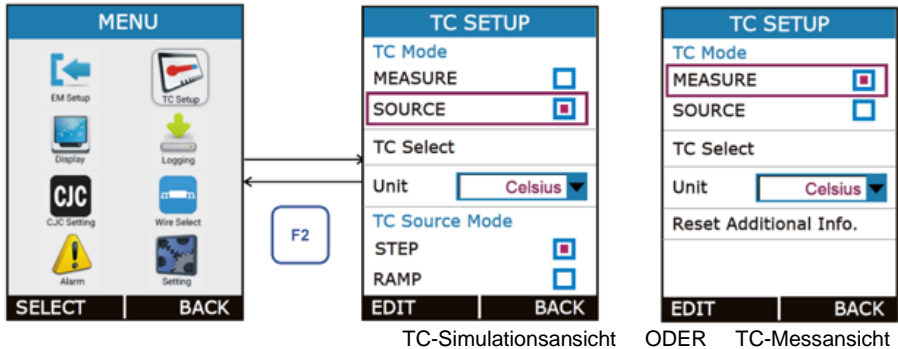 MENU
EM Setup
TC Setup
Display
Logging
CJC
CJC Setting
Wire Select
Alarm
Setting
SELECT BACK
F2
TC SETUP
TC Mode
MEASURE
SOURCE
TC Select
Unit Celsius
TC Source Mode
STEP
RAMP
EDIT BACK
TC SETUP
TC Mode
MEASURE
SOURCE
TC Select
Unit Celsius
Reset Additional Info.
EDIT BACK
TC-Simulationsansicht ODER TC-Messansicht